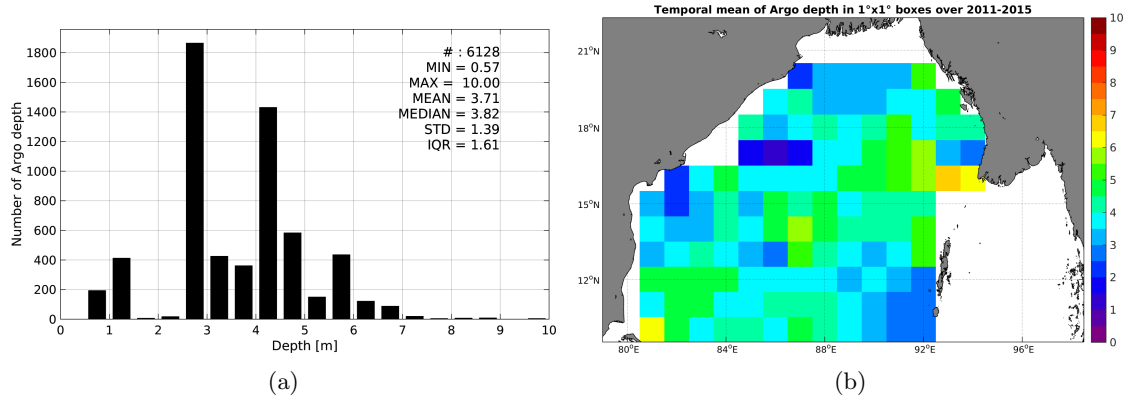 Temporal mean of Argo depth in 1°x1° boxes over 2011-2015
# : 6128
MIN = 0.57
MAX = 10.00
MEAN = 3.71
MEDIAN = 3.82
STD = 1.39
IQR = 1.61
Number of Argo depth
1800
1600
1400
1200
1000
800
600
400
200
0
0 1 2 3 4 5 6 7 8 9 10
Depth [m]
(a)
21°N
18°N
15°N
12°N
80°E 84°E 88°E 92°E 96°E
10
9
8
7
6
5
4
3
2
1
0
(b)